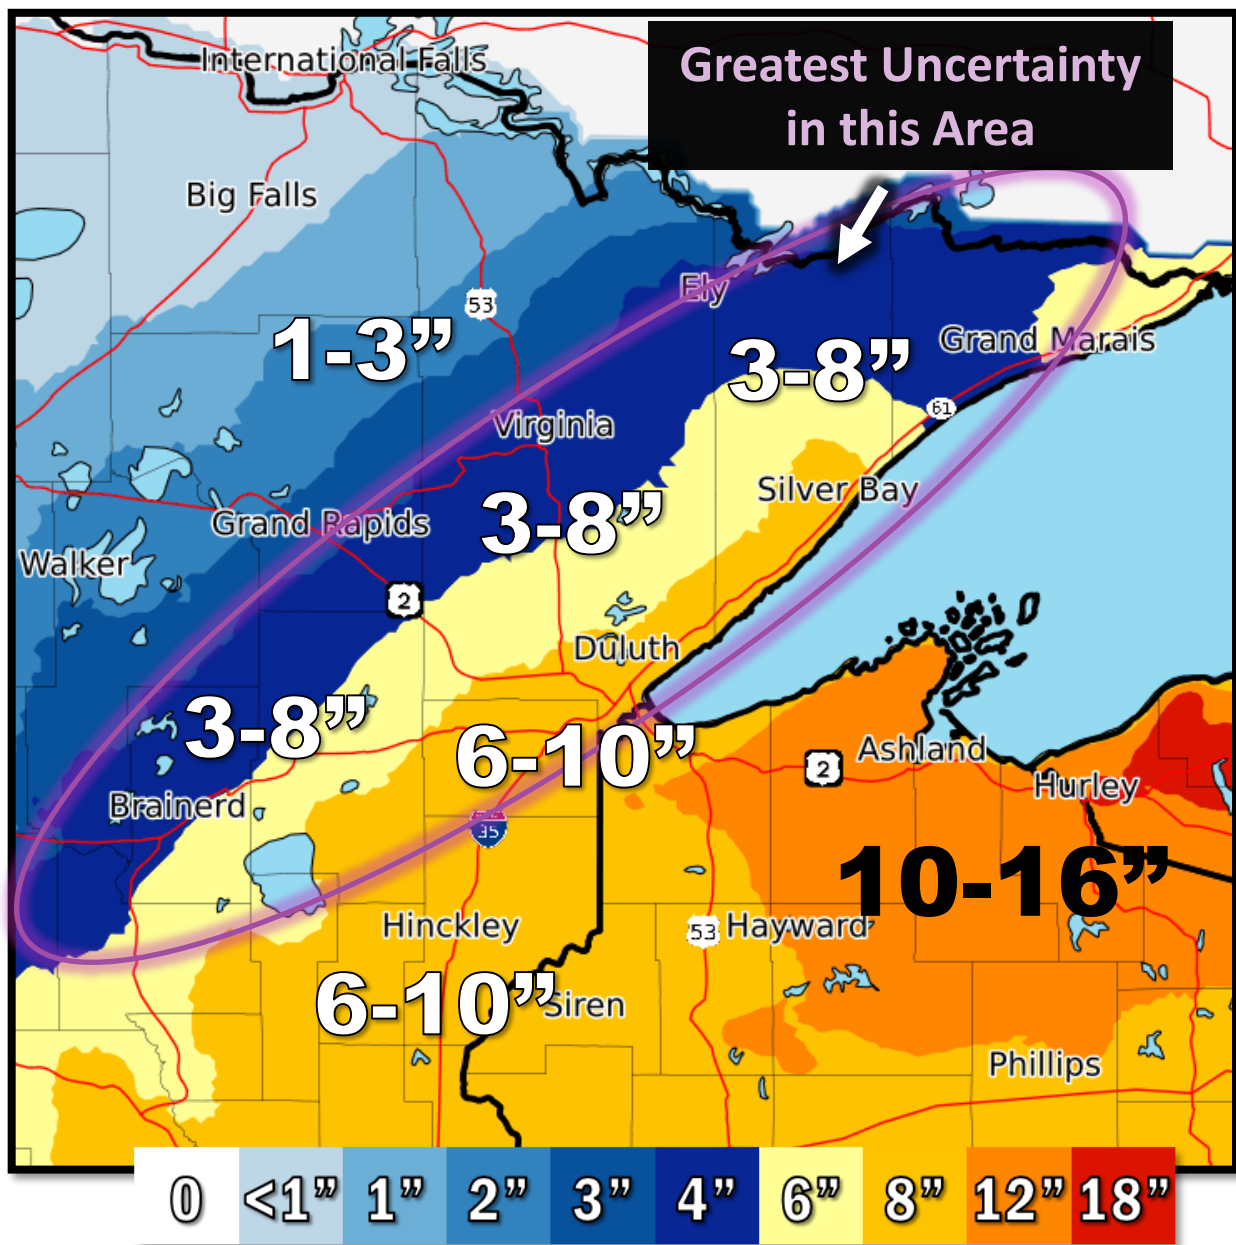 Greatest Uncertainty
in this Area
International Falls
Big Falls
Ely
53
1-3”
Grand Marais
3-8”
61
Virginia
Silver Bay
Grand Rapids
3-8”
Walker
2
Duluth
3-8”
6-10”
Ashland
2
Hurley
Brainerd
35
10-16”
Hinckley
53
Hayward
6-10”
Siren
Phillips
0 <1” 1” 2” 3” 4” 6” 8” 12” 18”